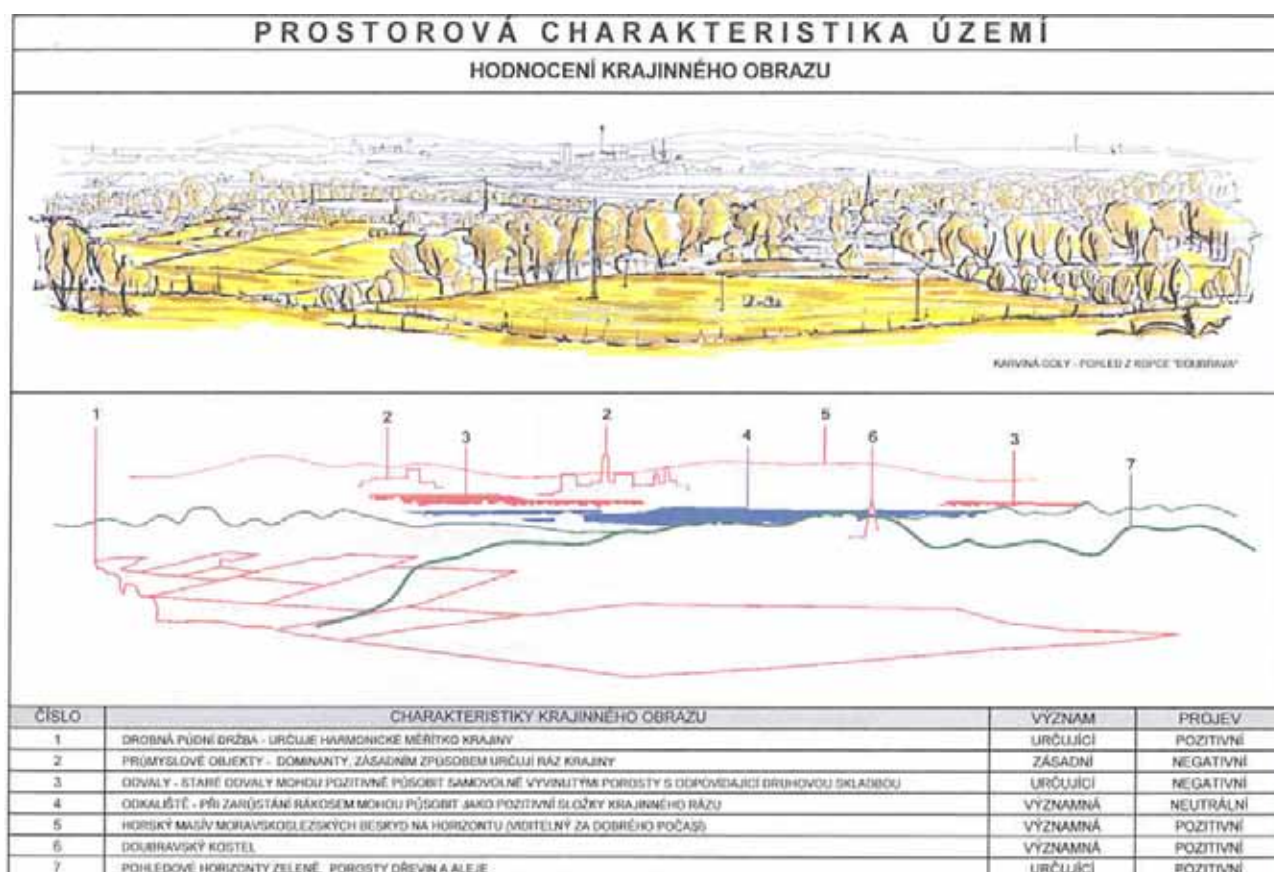 PROSTOROVÁ CHARAKTERISTIKA ÚZEMÍ
HODNOCENÍ KRAJINNÉHO OBRAZU
KARVINÁ DOLY - POHLED Z KOPCE "DOUBRAVA"
1 2 3 2 4 5 6 3 7
ČÍSLO CHARAKTERISTIKY KRAJINNÉHO OBRAZU VÝZNAM PROJEV
1 DROBNÁ PŮDNÍ DRŽBA - URČUJE HARMONICKÉ MĚŘÍTKO KRAJINY URČUJÍCÍ POZITIVNÍ
2 PRŮMYSLOVÉ OBJEKTY - DOMINANTY, ZÁSADNÍM ZPŮSOBEM URČUJÍ RÁZ KRAJINY ZÁSADNÍ NEGATIVNÍ
3 ODVALY - STARÉ ODVALY MOHOU POZITIVNĚ PŮSOBIT SAMOVOLNĚ VYVINUTÝMI POROSTY S ODPOVÍDAJÍCÍ DRUHOVOU SKLADBOU URČUJÍCÍ NEGATIVNÍ
4 ODKALIŠTĚ - PŘI ZARŮSTÁNÍ RÁKOSEM MOHOU PŮSOBIT JAKO POZITIVNÍ SLOŽKY KRAJINNÉHO RÁZU VÝZNAMNÁ NEUTRÁLNÍ
5 HORSKÝ MASÍV MORAVSKOSLEZSKÝCH BESKYD NA HORIZONTU (VIDITELNÝ ZA DOBRÉHO POČASÍ) VÝZNAMNÁ POZITIVNÍ
6 DOUBRAVSKÝ KOSTEL VÝZNAMNÁ POZITIVNÍ
7 POHLEDOVÉ HORIZONTY ZELENĚ POROSTY DŘEVIN A ALEJE URČUJÍCÍ POZITIVNÍ